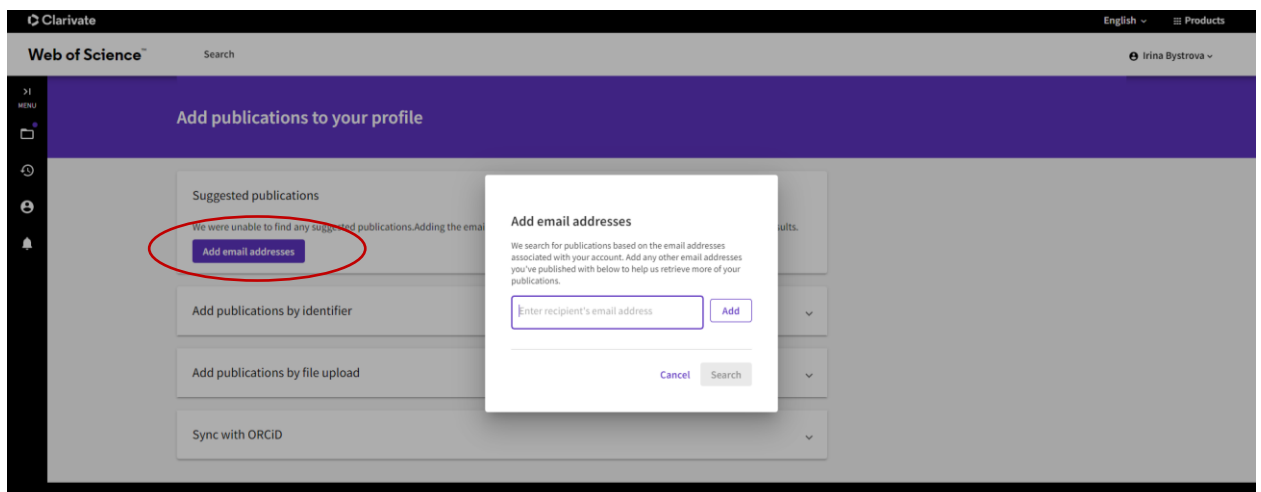 Clarivate
English
Products
Web of Science™
Search
Irina Bystrova
MENU
Add publications to your profile
Suggested publications
We were unable to find any suggested publications.Adding the emai
sults.
Add email addresses
Add publications by identifier
Add publications by file upload
Sync with ORCiD
Add email addresses
We search for publications based on the email addresses
associated with your account. Add any other email addresses
you've published with below to help us retrieve more of your
publications.
Enter recipient's email address
Add
Cancel
Search